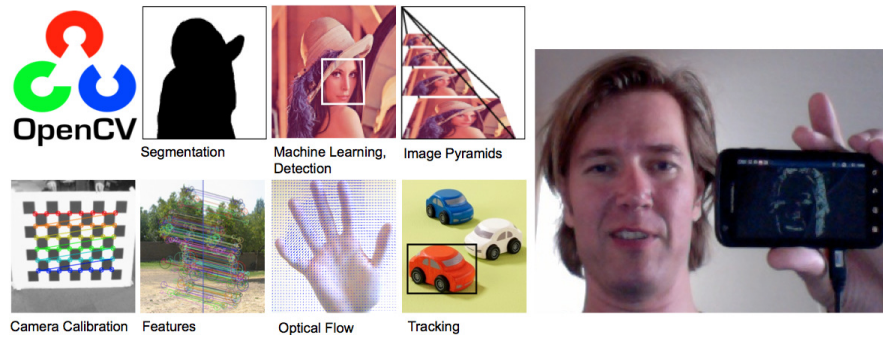 OpenCV
Segmentation
Machine Learning,
Detection
Image Pyramids
Camera Calibration
Features
Optical Flow
Tracking